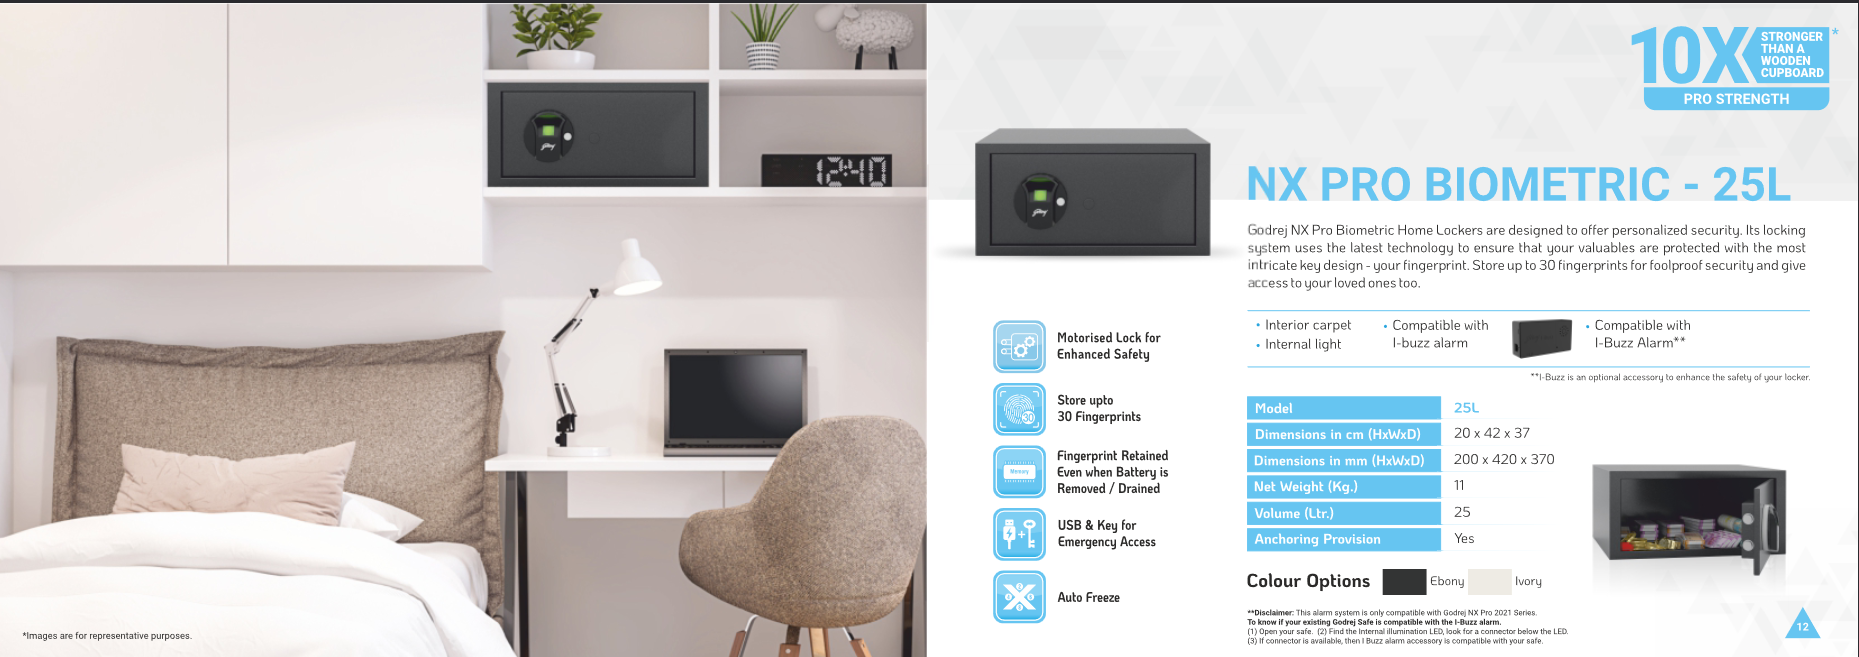 12:40
*Images are for representative purposes.
10X
STRONGER
THAN A
WOODEN
CUPBOARD
*
PRO STRENGTH
NX PRO BIOMETRIC - 25L
Godrej NX Pro Biometric Home Lockers are designed to offer personalized security. Its locking
system uses the latest technology to ensure that your valuables are protected with the most
intricate key design - your fingerprint. Store up to 30 fingerprints for foolproof security and give
access to your loved ones too.
• Interior carpet
• Internal light
• Compatible with
I-buzz alarm
• Compatible with
I-Buzz Alarm**
**I-Buzz is an optional accessory to enhance the safety of your locker.
Motorised Lock for
Enhanced Safety
30
Store upto
30 Fingerprints
Memory
Fingerprint Retained
Even when Battery is
Removed / Drained
USB & Key for
Emergency Access
Auto Freeze
Model 25L
Dimensions in cm (HxWxD) 20 x 42 x 37
Dimensions in mm (HxWxD) 200 x 420 x 370
Net Weight (Kg.) 11
Volume (Ltr.) 25
Anchoring Provision Yes
Colour Options Ebony Ivory
**Disclaimer: This alarm system is only compatible with Godrej NX Pro 2021 Series.
To know if your existing Godrej Safe is compatible with the I-Buzz alarm.
(1) Open your safe. (2) Find the Internal illumination LED, look for a connector below the LED.
(3) If connector is available, then I Buzz alarm accessory is compatible with your safe.
12